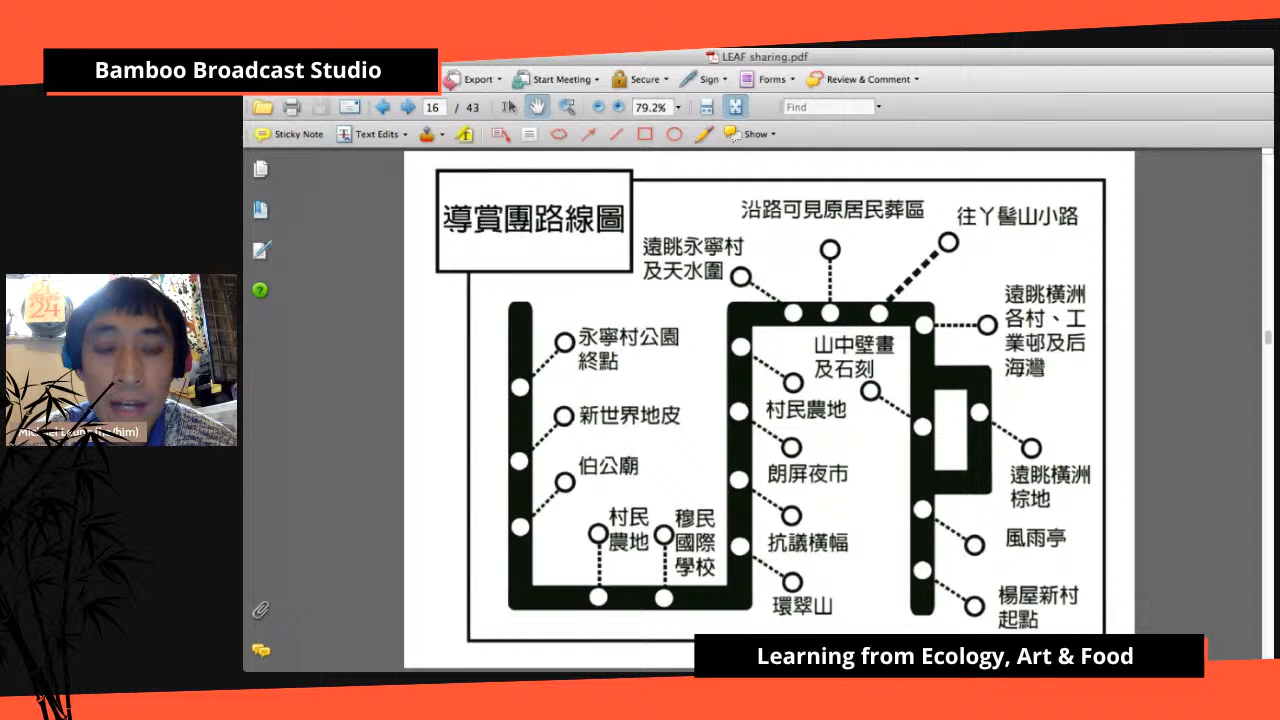 Bamboo Broadcast Studio
LEAF sharing.pdf
Export
Start Meeting
Secure
Sign
Forms
Review & Comment
16 / 43
79.2%
Find
Sticky Note
Text Edits
Show
導賞團路線圖
沿路可見原居民葬區
往丫髻山小路
遠眺永寧村
及天水圍
遠眺橫洲
各村、工
業邨及后
海灣
永寧村公園
終點
山中壁畫
及石刻
新世界地皮
村民農地
伯公廟
朗屏夜市
遠眺橫洲
棕地
村民
農地
穆民
國際
學校
抗議橫幅
風雨亭
環翠山
楊屋新村
起點
24
Michael Leung (he/him)
Learning from Ecology, Art & Food